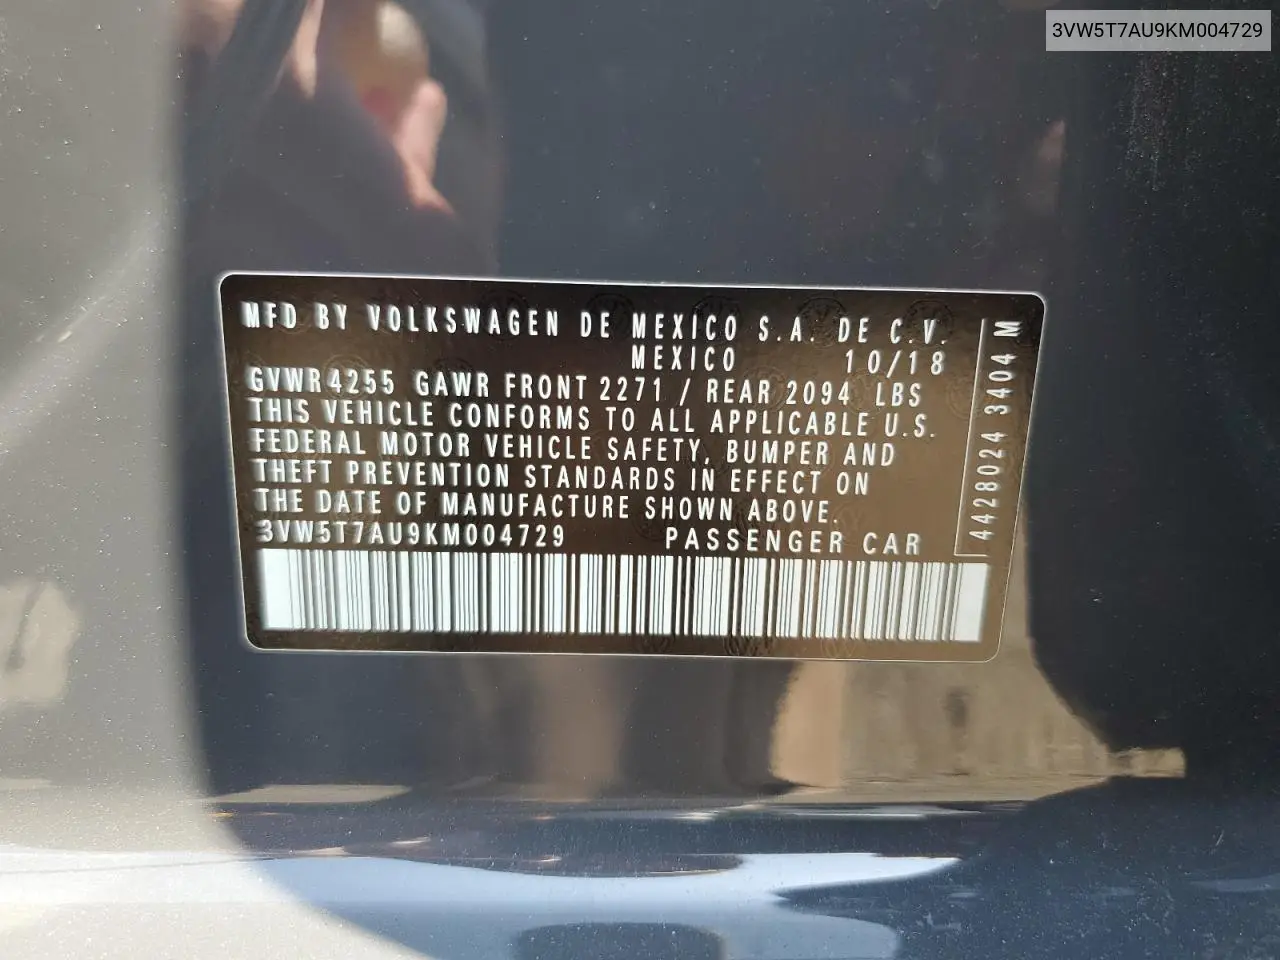 3VW5T7AU9KM004729
MFD BY VOLKSWAGEN DE MEXICO S.A. DE C.V.
MEXICO 10/18
GVWR 4255 GAWR FRONT 2271 / REAR 2094 LBS
THIS VEHICLE CONFORMS TO ALL APPLICABLE U.S.
FEDERAL MOTOR VEHICLE SAFETY, BUMPER AND
THEFT PREVENTION STANDARDS IN EFFECT ON
THE DATE OF MANUFACTURE SHOWN ABOVE.
3VW5T7AU9KM004729 PASSENGER CAR
4428024 3404 M